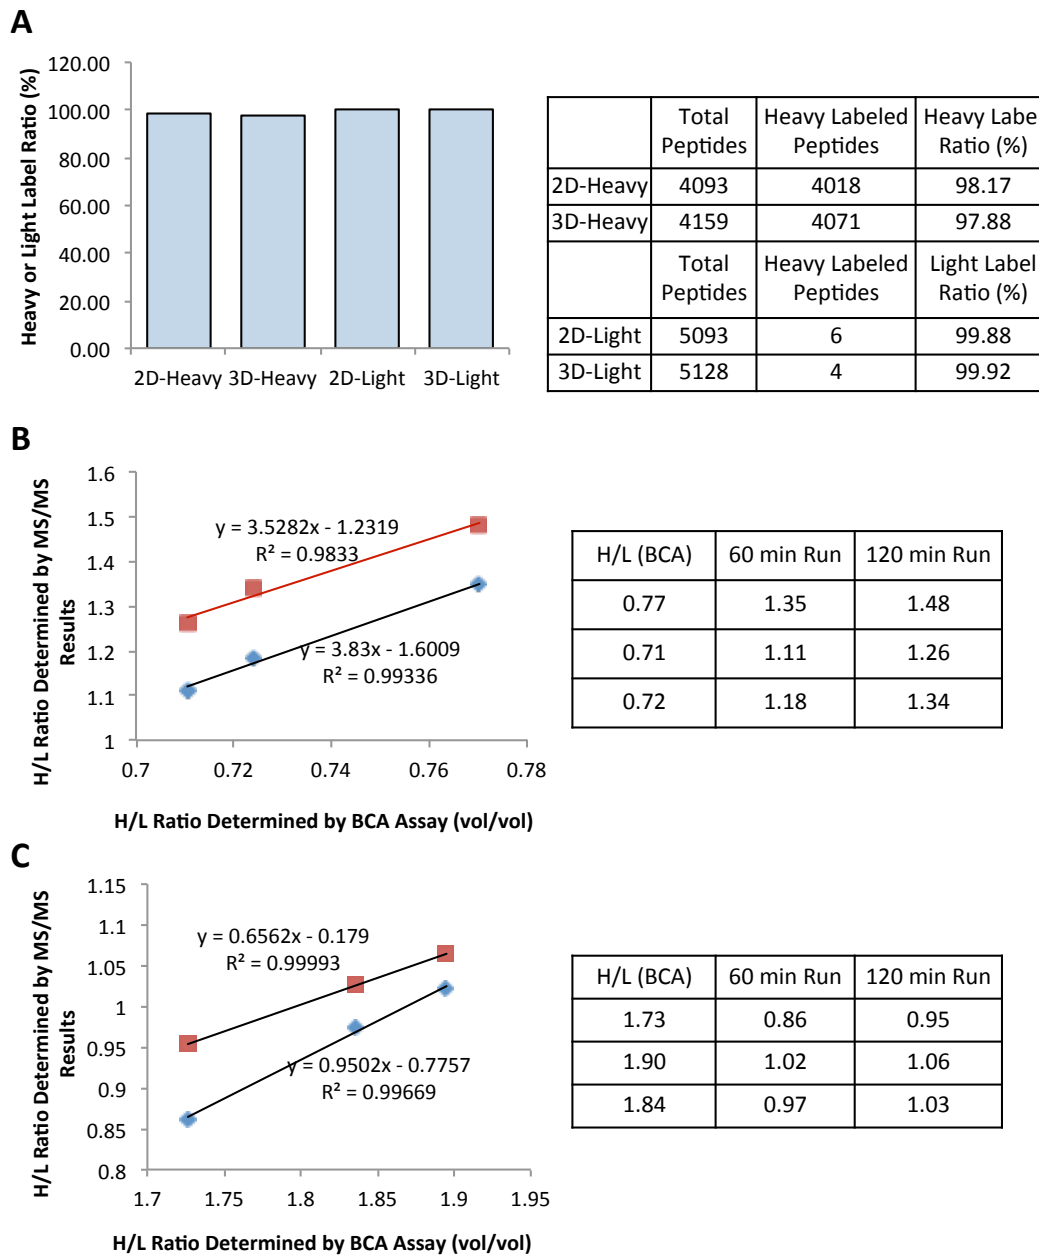 A
Heavy or Light Label Ratio (%)
120.00
100.00
80.00
60.00
40.00
20.00
0.00
2D-Heavy 3D-Heavy 2D-Light 3D-Light
Total Peptides Heavy Labeled Peptides Heavy Labe Ratio (%)
2D-Heavy 4093 4018 98.17
3D-Heavy 4159 4071 97.88
Total Peptides Heavy Labeled Peptides Light Label Ratio (%)
2D-Light 5093 6 99.88
3D-Light 5128 4 99.92
B
H/L Ratio Determined by MS/MS
Results
1.6
1.5
1.4
1.3
1.2
1.1
1
y = 3.5282x - 1.2319
R² = 0.9833
y = 3.83x - 1.6009
R² = 0.99336
0.7 0.72 0.74 0.76 0.78
H/L Ratio Determined by BCA Assay (vol/vol)
H/L (BCA) 60 min Run 120 min Run
0.77 1.35 1.48
0.71 1.11 1.26
0.72 1.18 1.34
C
H/L Ratio Determined by MS/MS
Results
1.15
1.1
1.05
1
0.95
0.9
0.85
0.8
y = 0.6562x - 0.179
R² = 0.99993
y = 0.9502x - 0.7757
R² = 0.99669
1.7 1.75 1.8 1.85 1.9 1.95
H/L Ratio Determined by BCA Assay (vol/vol)
H/L (BCA) 60 min Run 120 min Run
1.73 0.86 0.95
1.90 1.02 1.06
1.84 0.97 1.03